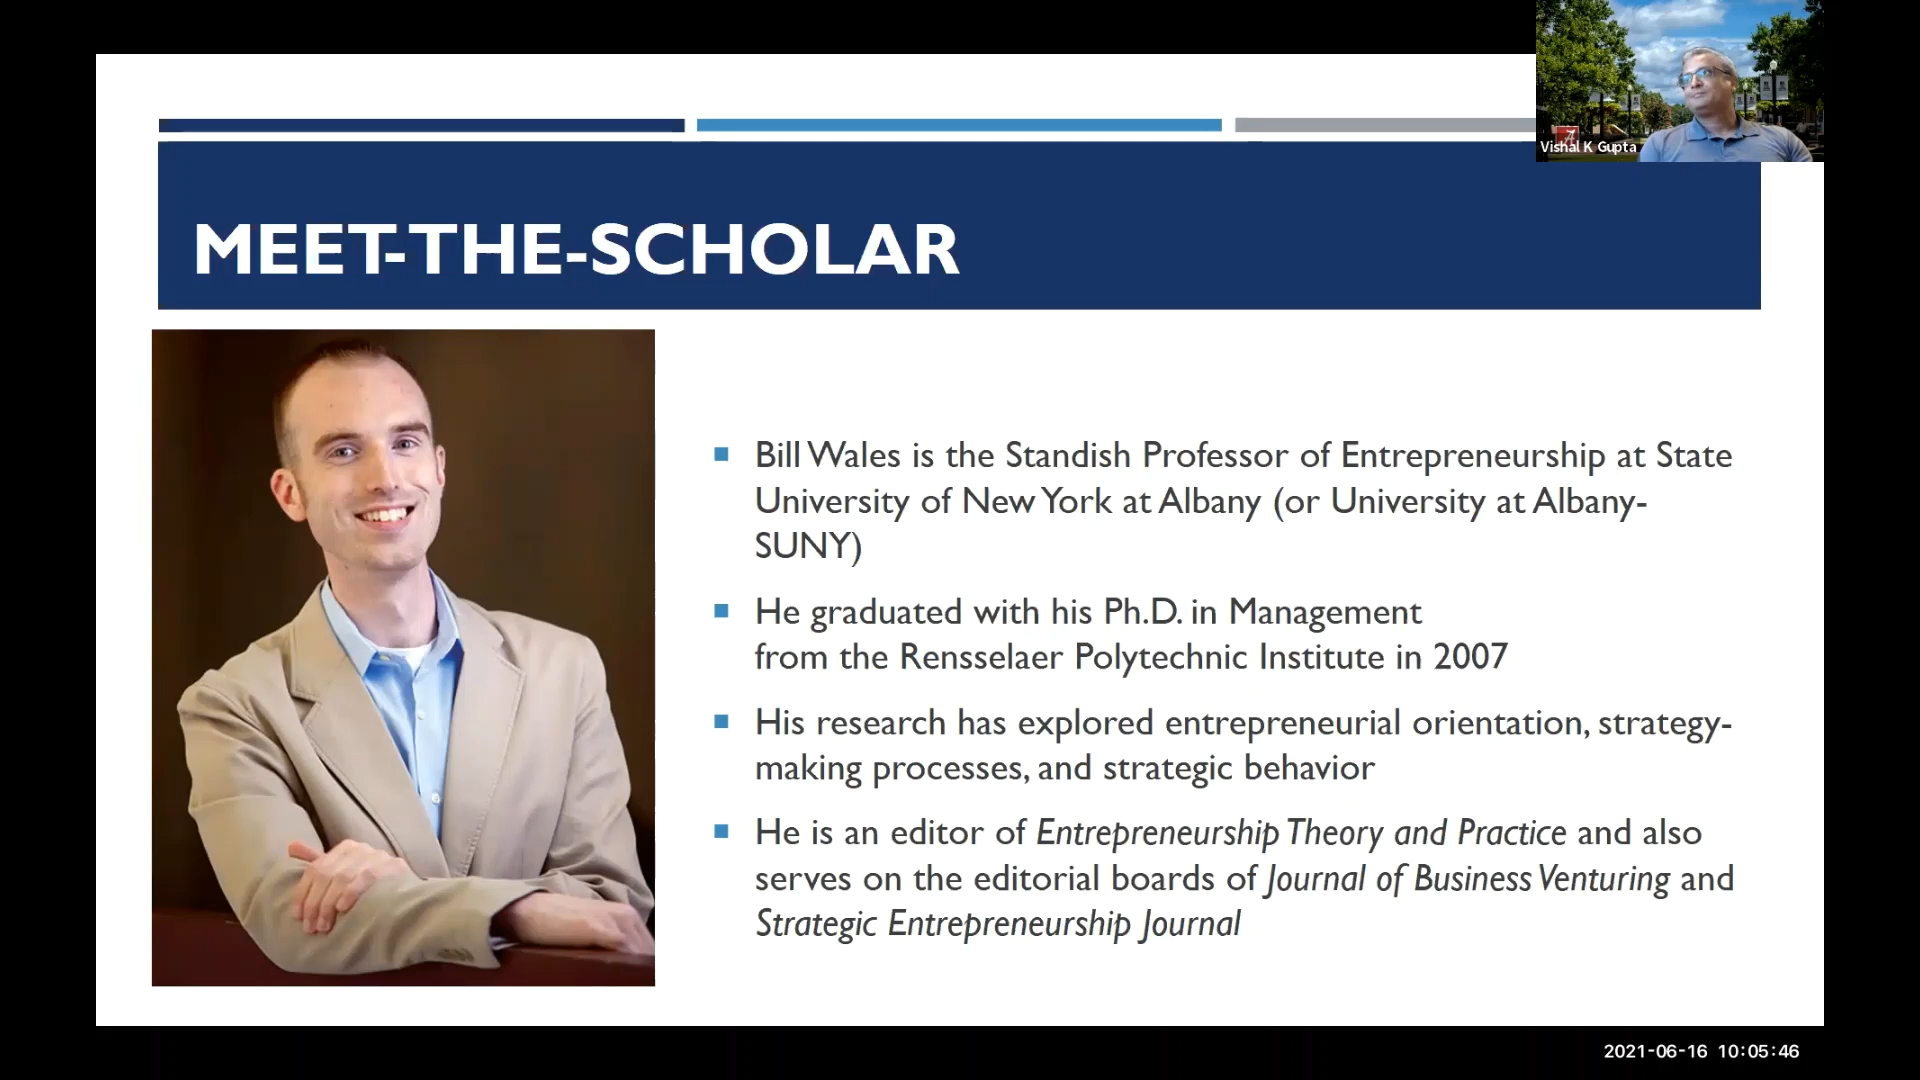 Vishal K Gupta
MEET-THE-SCHOLAR
Bill Wales is the Standish Professor of Entrepreneurship at State
University of New York at Albany (or University at Albany-
SUNY)
He graduated with his Ph.D. in Management
from the Rensselaer Polytechnic Institute in 2007
His research has explored entrepreneurial orientation, strategy-
making processes, and strategic behavior
He is an editor of Entrepreneurship Theory and Practice and also
serves on the editorial boards of Journal of Business Venturing and
Strategic Entrepreneurship Journal
2021-06-16 10:05:46